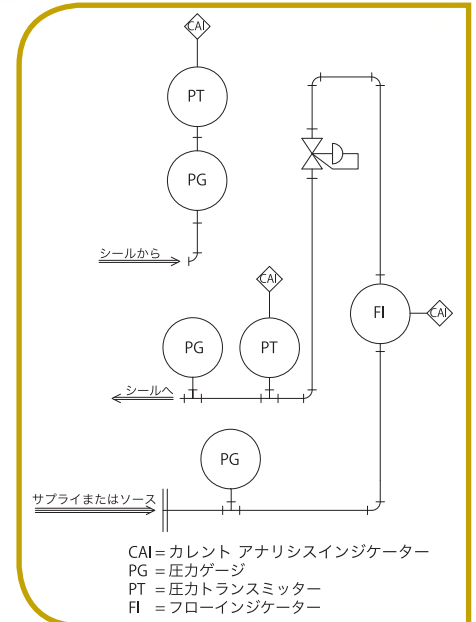 CAI
PT
PG
シールから
CAI
PG
PT
FI
CAI
シールへ
PG
サプライまたはソース
CAI = カレント アナリシスインジケーター
PG = 圧力ゲージ
PT = 圧力トランスミッター
FI = フローインジケーター